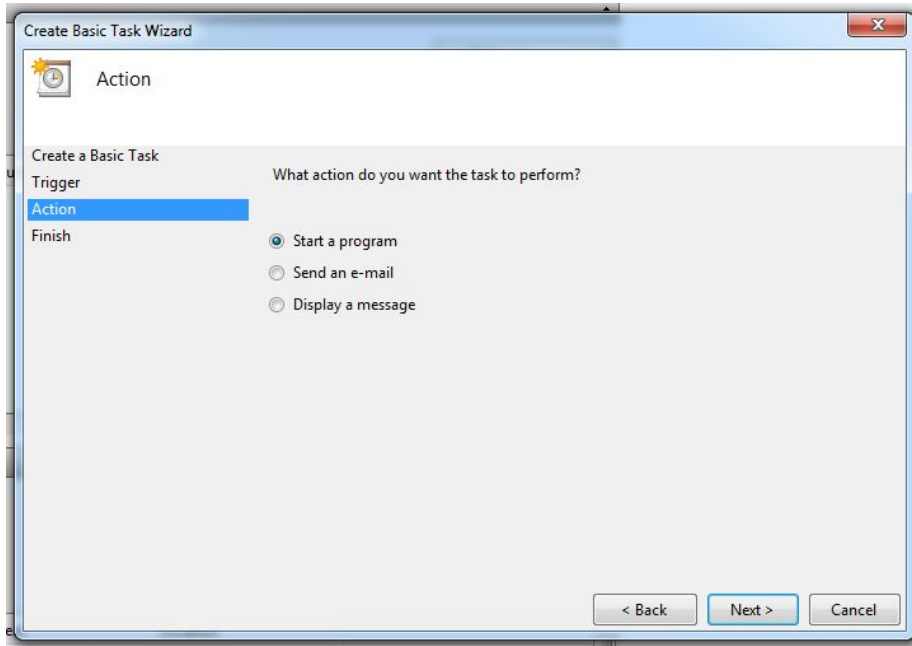 Create Basic Task Wizard
Action
Create a Basic Task
Trigger
Action
Finish
What action do you want the task to perform?
Start a program
Send an e-mail
Display a message
< Back
Next >
Cancel